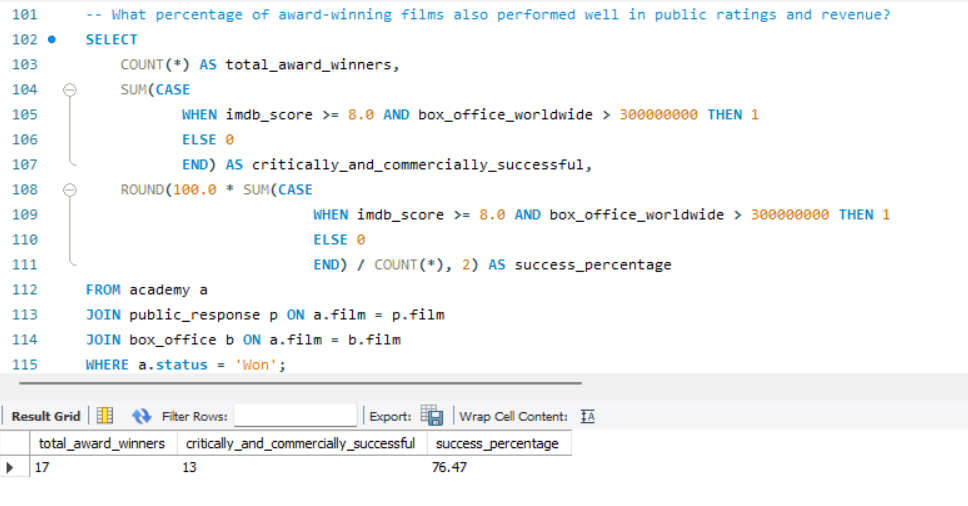 101 -- What percentage of award-winning films also performed well in public ratings and revenue?
102 SELECT
103 COUNT(*) AS total_award_winners,
104 SUM(CASE
105 WHEN imdb_score >= 8.0 AND box_office_worldwide > 300000000 THEN 1
106 ELSE 0
107 END) AS critically_and_commercially_successful,
108 ROUND(100.0 * SUM(CASE
109 WHEN imdb_score >= 8.0 AND box_office_worldwide > 300000000 THEN 1
110 ELSE 0
111 END) / COUNT(*), 2) AS success_percentage
112 FROM academy a
113 JOIN public_response p ON a.film = p.film
114 JOIN box_office b ON a.film = b.film
115 WHERE a.status = 'Won';
Result Grid Filter Rows: Export: Wrap Cell Content: IA
total_award_winners critically_and_commercially_successful success_percentage
17 13 76.47